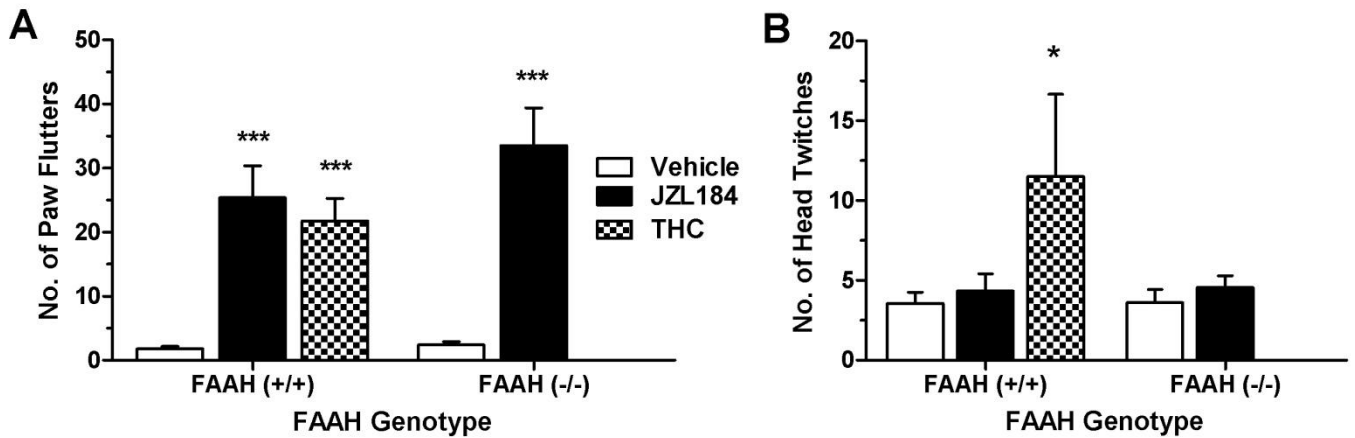 A
No. of Paw Flutters
50
40
30
20
10
0
***
***
***
Vehicle
JZL184
THC
FAAH (+/+)
FAAH (-/-)
FAAH Genotype
B
No. of Head Twitches
20
15
10
5
0
*
FAAH (+/+)
FAAH (-/-)
FAAH Genotype